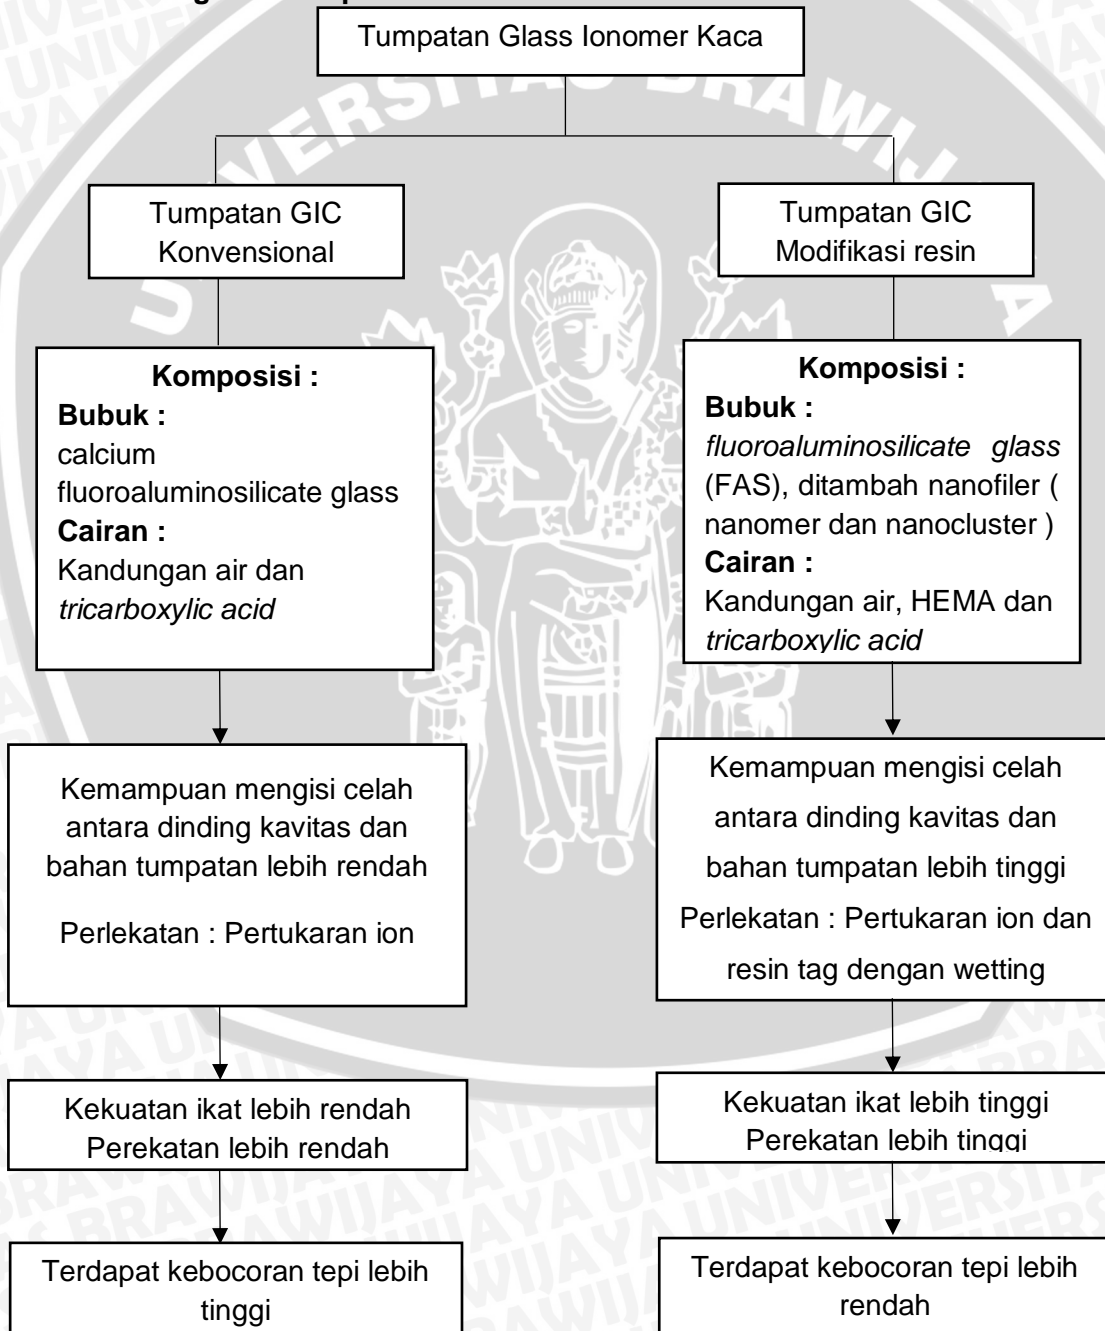 Tumpatan Glass Ionomer Kaca
UNIVERSITAS BRAWIJAYA
Tumpatan GIC
Konvensional
Tumpatan GIC
Modifikasi resin
Komposisi :
Bubuk :
calcium
fluoroaluminosilicate glass
Cairan :
Kandungan air dan
tricarboxylic acid
Komposisi :
Bubuk :
fluoroaluminosilicate glass
(FAS), ditambah nanofiler (
nanomer dan nanocluster )
Cairan :
Kandungan air, HEMA dan
tricarboxylic acid
Kemampuan mengisi celah
antara dinding kavitas dan
bahan tumpatan lebih rendah
Perlekatan : Pertukaran ion
Kemampuan mengisi celah
antara dinding kavitas dan
bahan tumpatan lebih tinggi
Perlekatan : Pertukaran ion dan
resin tag dengan wetting
Kekuatan ikat lebih rendah
Perekatan lebih rendah
Kekuatan ikat lebih tinggi
Perekatan lebih tinggi
Terdapat kebocoran tepi lebih
tinggi
Terdapat kebocoran tepi lebih
rendah